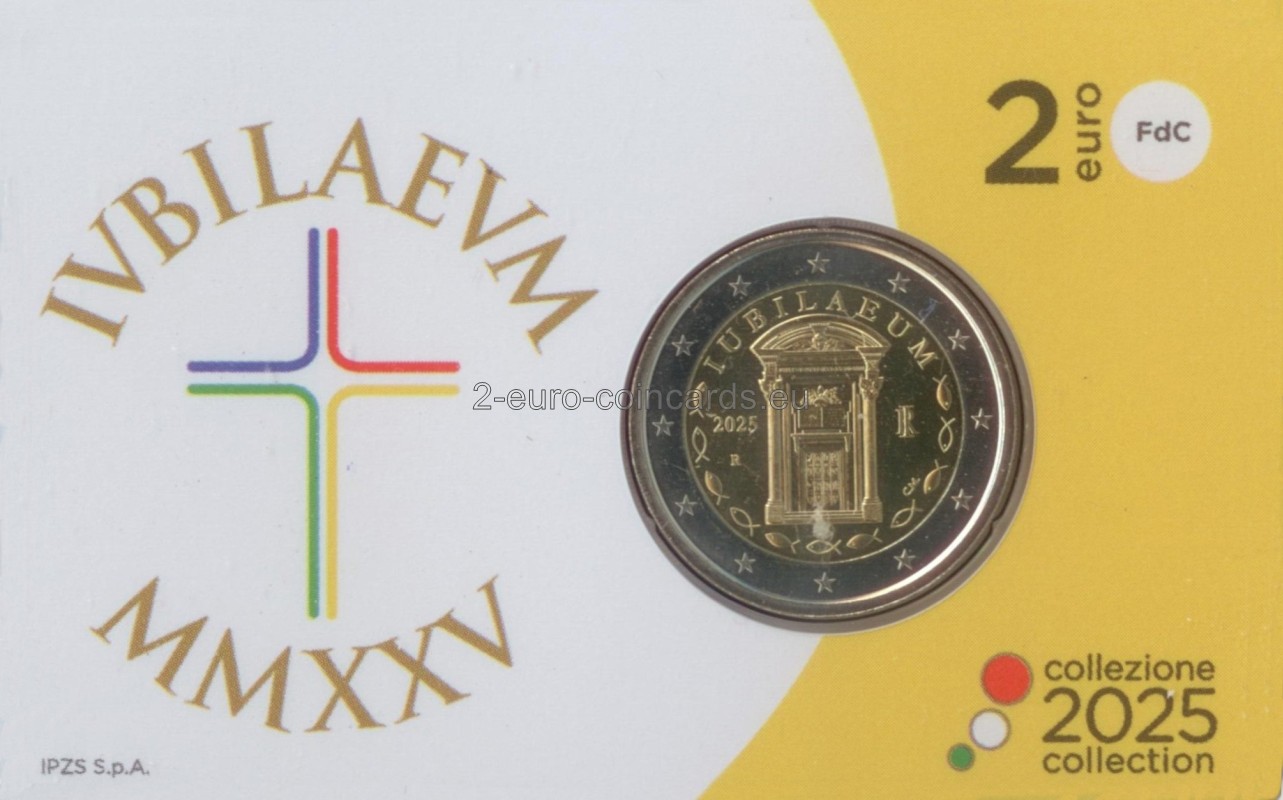 IVBILAEVM
MMXXV
IPZS S.p.A.
2 euro
FdC
IUBILAEUM
2025
R
RI
C.M.
2-euro-coincards.eu
collezione
2025
collection